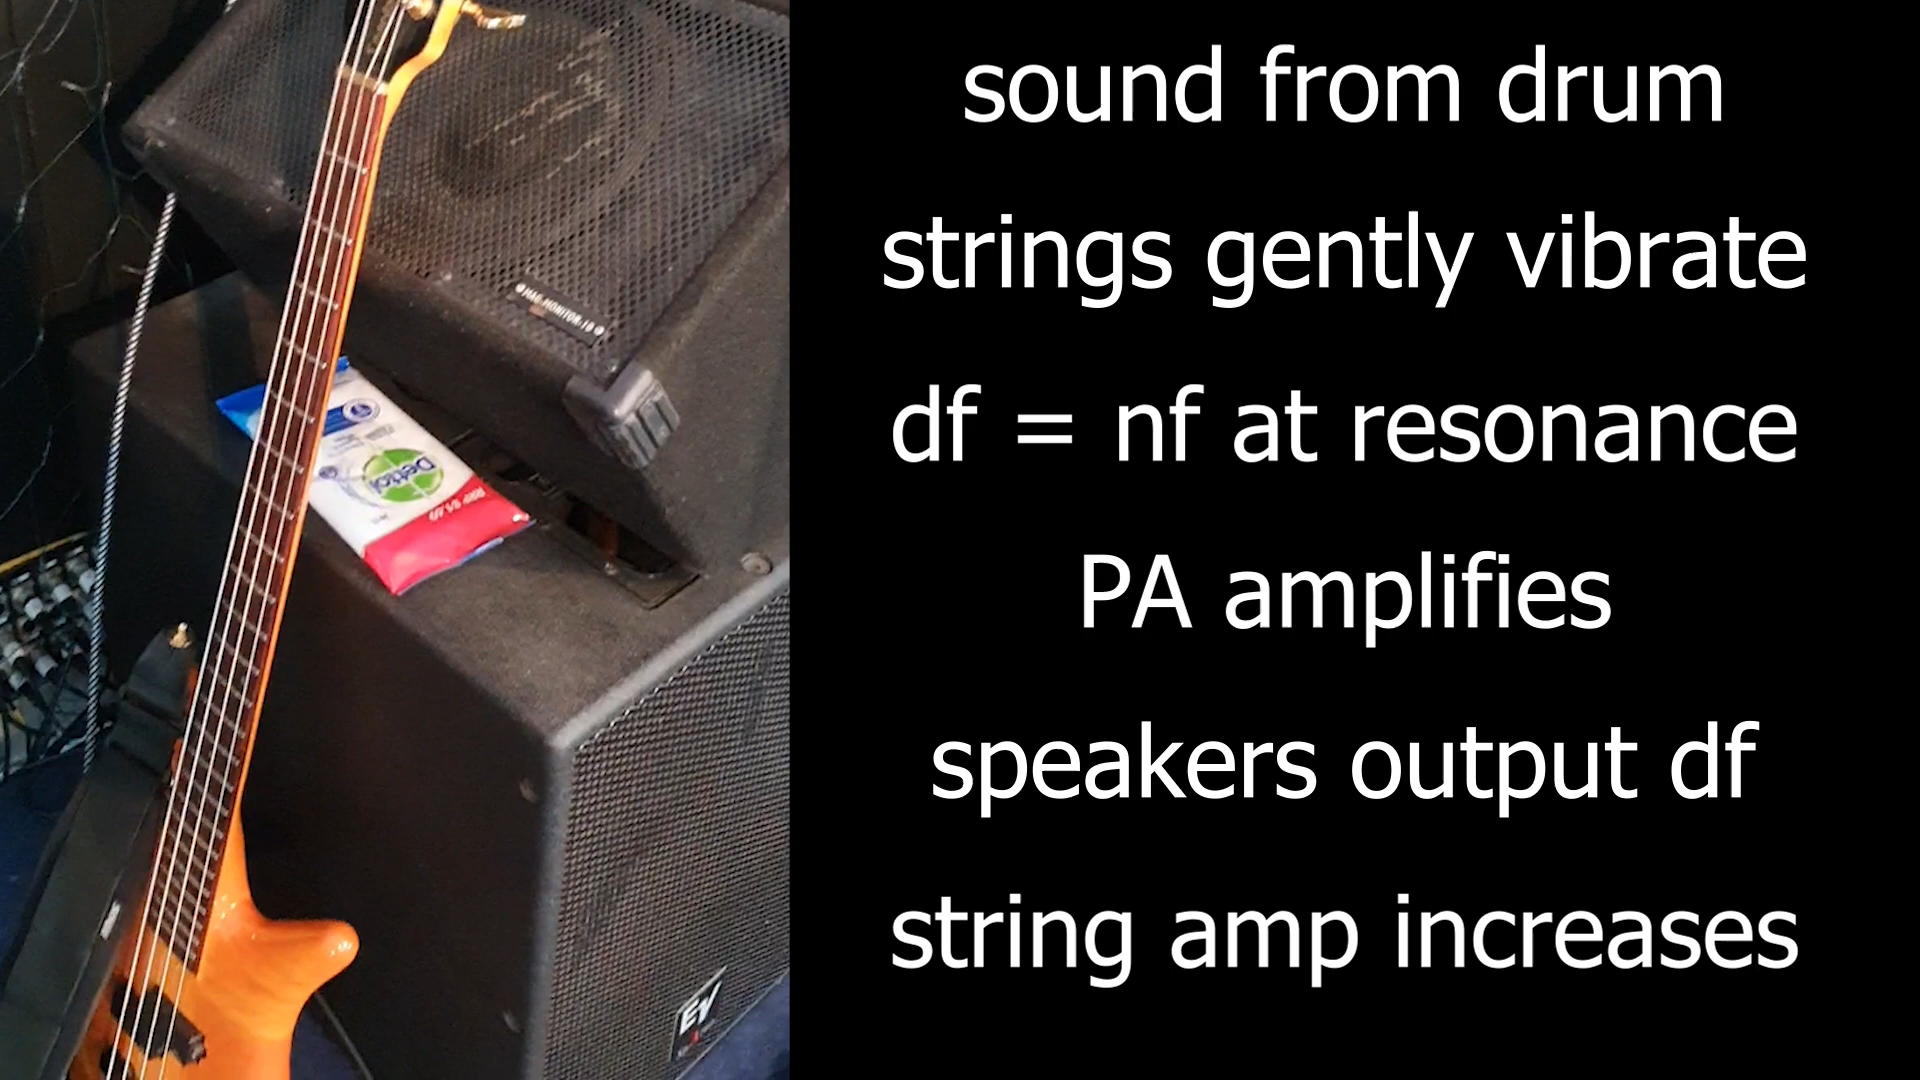 sound from drum
strings gently vibrate
df = nf at resonance
PA amplifies
speakers output df
string amp increases
Dettol
EV